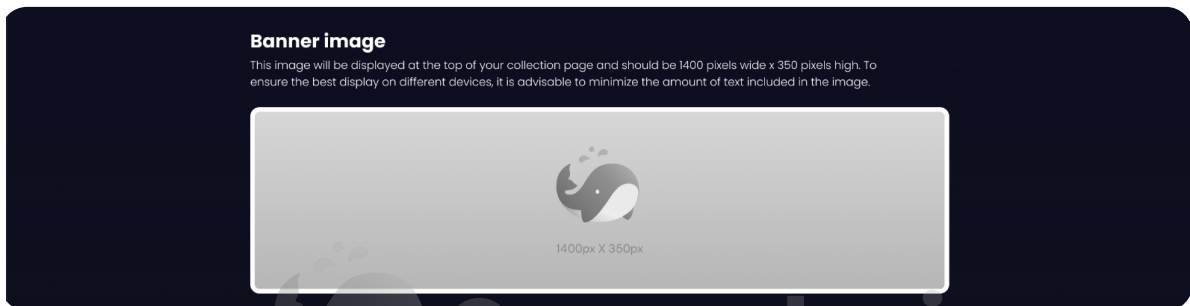 Banner image
This image will be displayed at the top of your collection page and should be 1400 pixels wide x 350 pixels high. To
ensure the best display on different devices, it is advisable to minimize the amount of text included in the image.
1400px X 350px